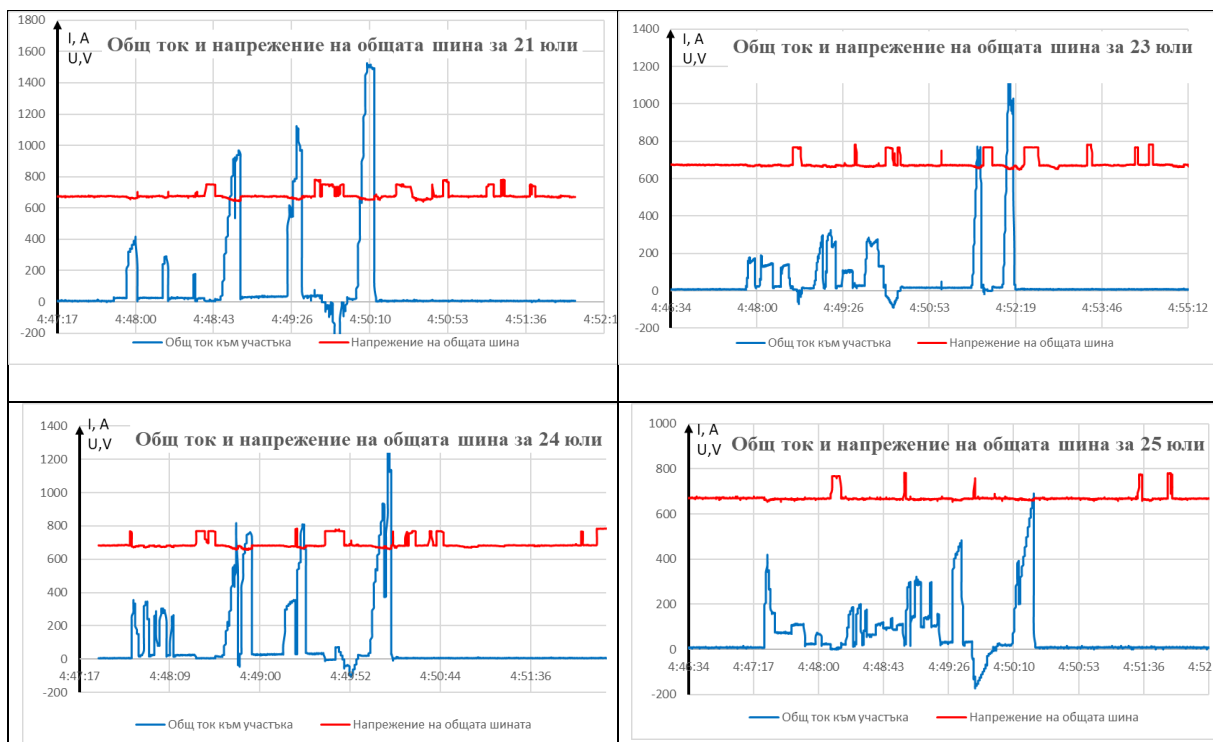 1800
1600
1400
1200
1000
800
600
400
200
0
-200
I, A
U,V
Общ ток и напрежение на общата шина за 21 юли
4:47:17 4:48:00 4:48:43 4:49:26 4:50:10 4:50:53 4:51:36 4:52:1
Общ ток към участъка Напрежение на общата шина
1400
1200
1000
800
600
400
200
0
-200
I, A
U,V
Общ ток и напрежение на общата шина за 23 юли
4:46:34 4:48:00 4:49:26 4:50:53 4:52:19 4:53:46 4:55:12
Общ ток към участъка Напрежение на общата шина
1400
1200
1000
800
600
400
200
0
-200
I, A
U,V
Общ ток и напрежение на общата шина за 24 юли
4:47:17 4:48:09 4:49:00 4:49:52 4:50:44 4:51:36
Общ ток към участъка Напрежение на общата шината
1000
800
600
400
200
0
-200
I, A
U,V
Общ ток и напрежение на общата шина за 25 юли
4:46:34 4:47:17 4:48:00 4:48:43 4:49:26 4:50:10 4:50:53 4:51:36 4:52
Общ ток към участъка Напрежение на общата шина